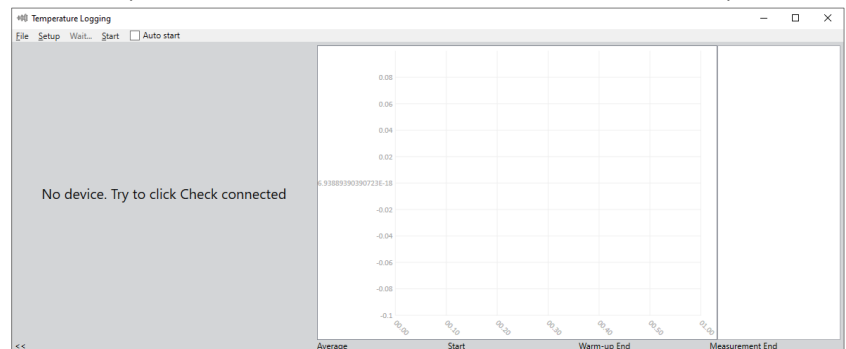 Temperature Logging
File Setup Wait... Start Auto start
No device. Try to click Check connected
0.08
0.06
0.04
0.02
6.93889390390723E-18
-0.02
-0.04
-0.06
-0.08
-0.1
00.00 00.10 00.20 00.30 00.40 00.50 01.00
<< Average Start Warm-up End Measurement End